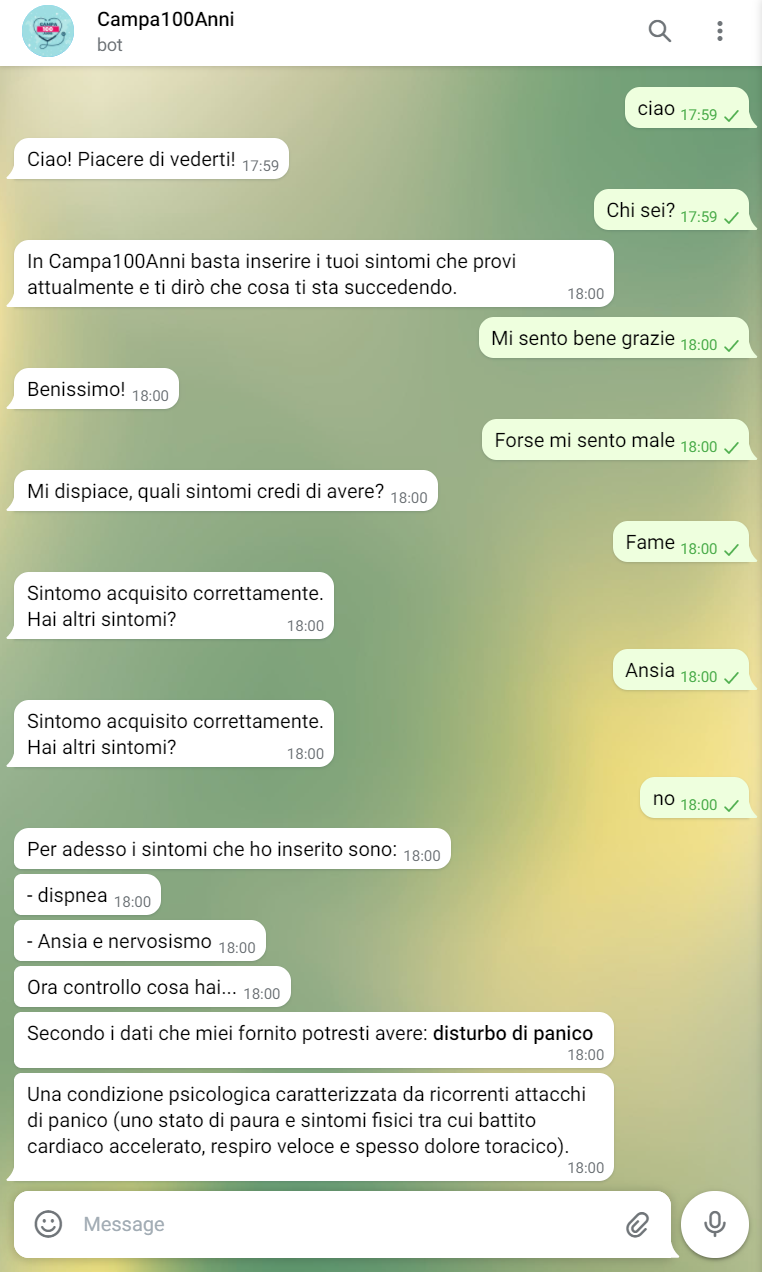 Campa100Anni
bot
ciao 17:59
Ciao! Piacere di vederti! 17:59
Chi sei? 17:59
In Campa100Anni basta inserire i tuoi sintomi che provi
attualmente e ti dirò che cosa ti sta succedendo. 18:00
Mi sento bene grazie 18:00
Benissimo! 18:00
Forse mi sento male 18:00
Mi dispiace, quali sintomi credi di avere? 18:00
Fame 18:00
Sintomo acquisito correttamente.
Hai altri sintomi? 18:00
Ansia 18:00
Sintomo acquisito correttamente.
Hai altri sintomi? 18:00
no 18:00
Per adesso i sintomi che ho inserito sono: 18:00
- dispnea 18:00
- Ansia e nervosismo 18:00
Ora controllo cosa hai... 18:00
Secondo i dati che miei fornito potresti avere: disturbo di panico
18:00
Una condizione psicologica caratterizzata da ricorrenti attacchi
di panico (uno stato di paura e sintomi fisici tra cui battito
cardiaco accelerato, respiro veloce e spesso dolore toracico).
18:00
Message